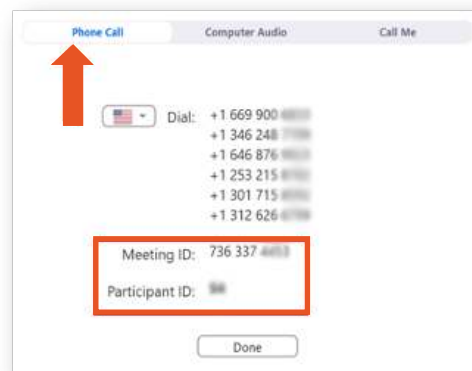 Phone Call Computer Audio Call Me
Dial: +1 669 900
+1 346 248
+1 646 876
+1 253 215
+1 301 715
+1 312 626
Meeting ID: 736 337
Participant ID:
Done